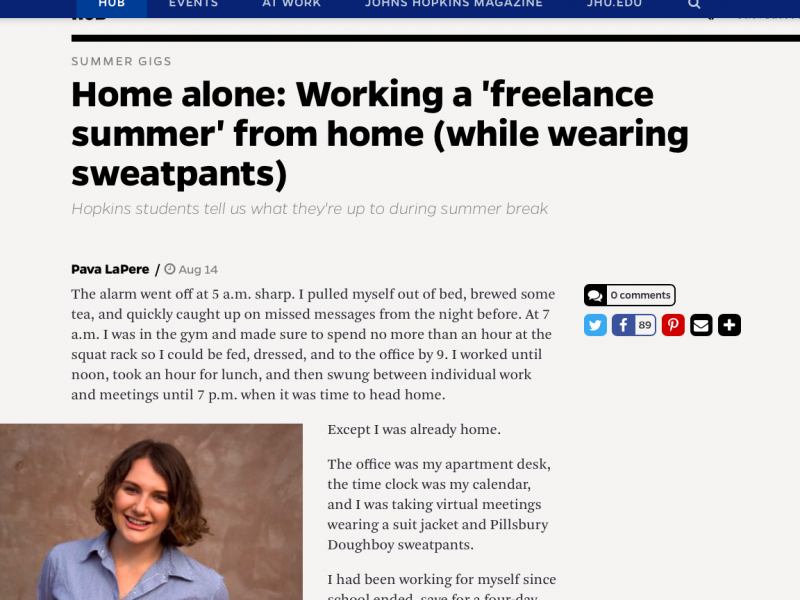 HUB EVENTS AT WORK JOHNS HOPKINS MAGAZINE JHU.EDU
SUMMER GIGS
Home alone: Working a 'freelance
summer' from home (while wearing
sweatpants)
Hopkins students tell us what they're up to during summer break
Pava LaPere / Aug 14
The alarm went off at 5 a.m. sharp. I pulled myself out of bed, brewed some
tea, and quickly caught up on missed messages from the night before. At 7
a.m. I was in the gym and made sure to spend no more than an hour at the
squat rack so I could be fed, dressed, and to the office by 9. I worked until
noon, took an hour for lunch, and then swung between individual work
and meetings until 7 p.m. when it was time to head home.
0 comments
89
Except I was already home.
The office was my apartment desk,
the time clock was my calendar,
and I was taking virtual meetings
wearing a suit jacket and Pillsbury
Doughboy sweatpants.
I had been working for myself since
school ended, save for a four-day